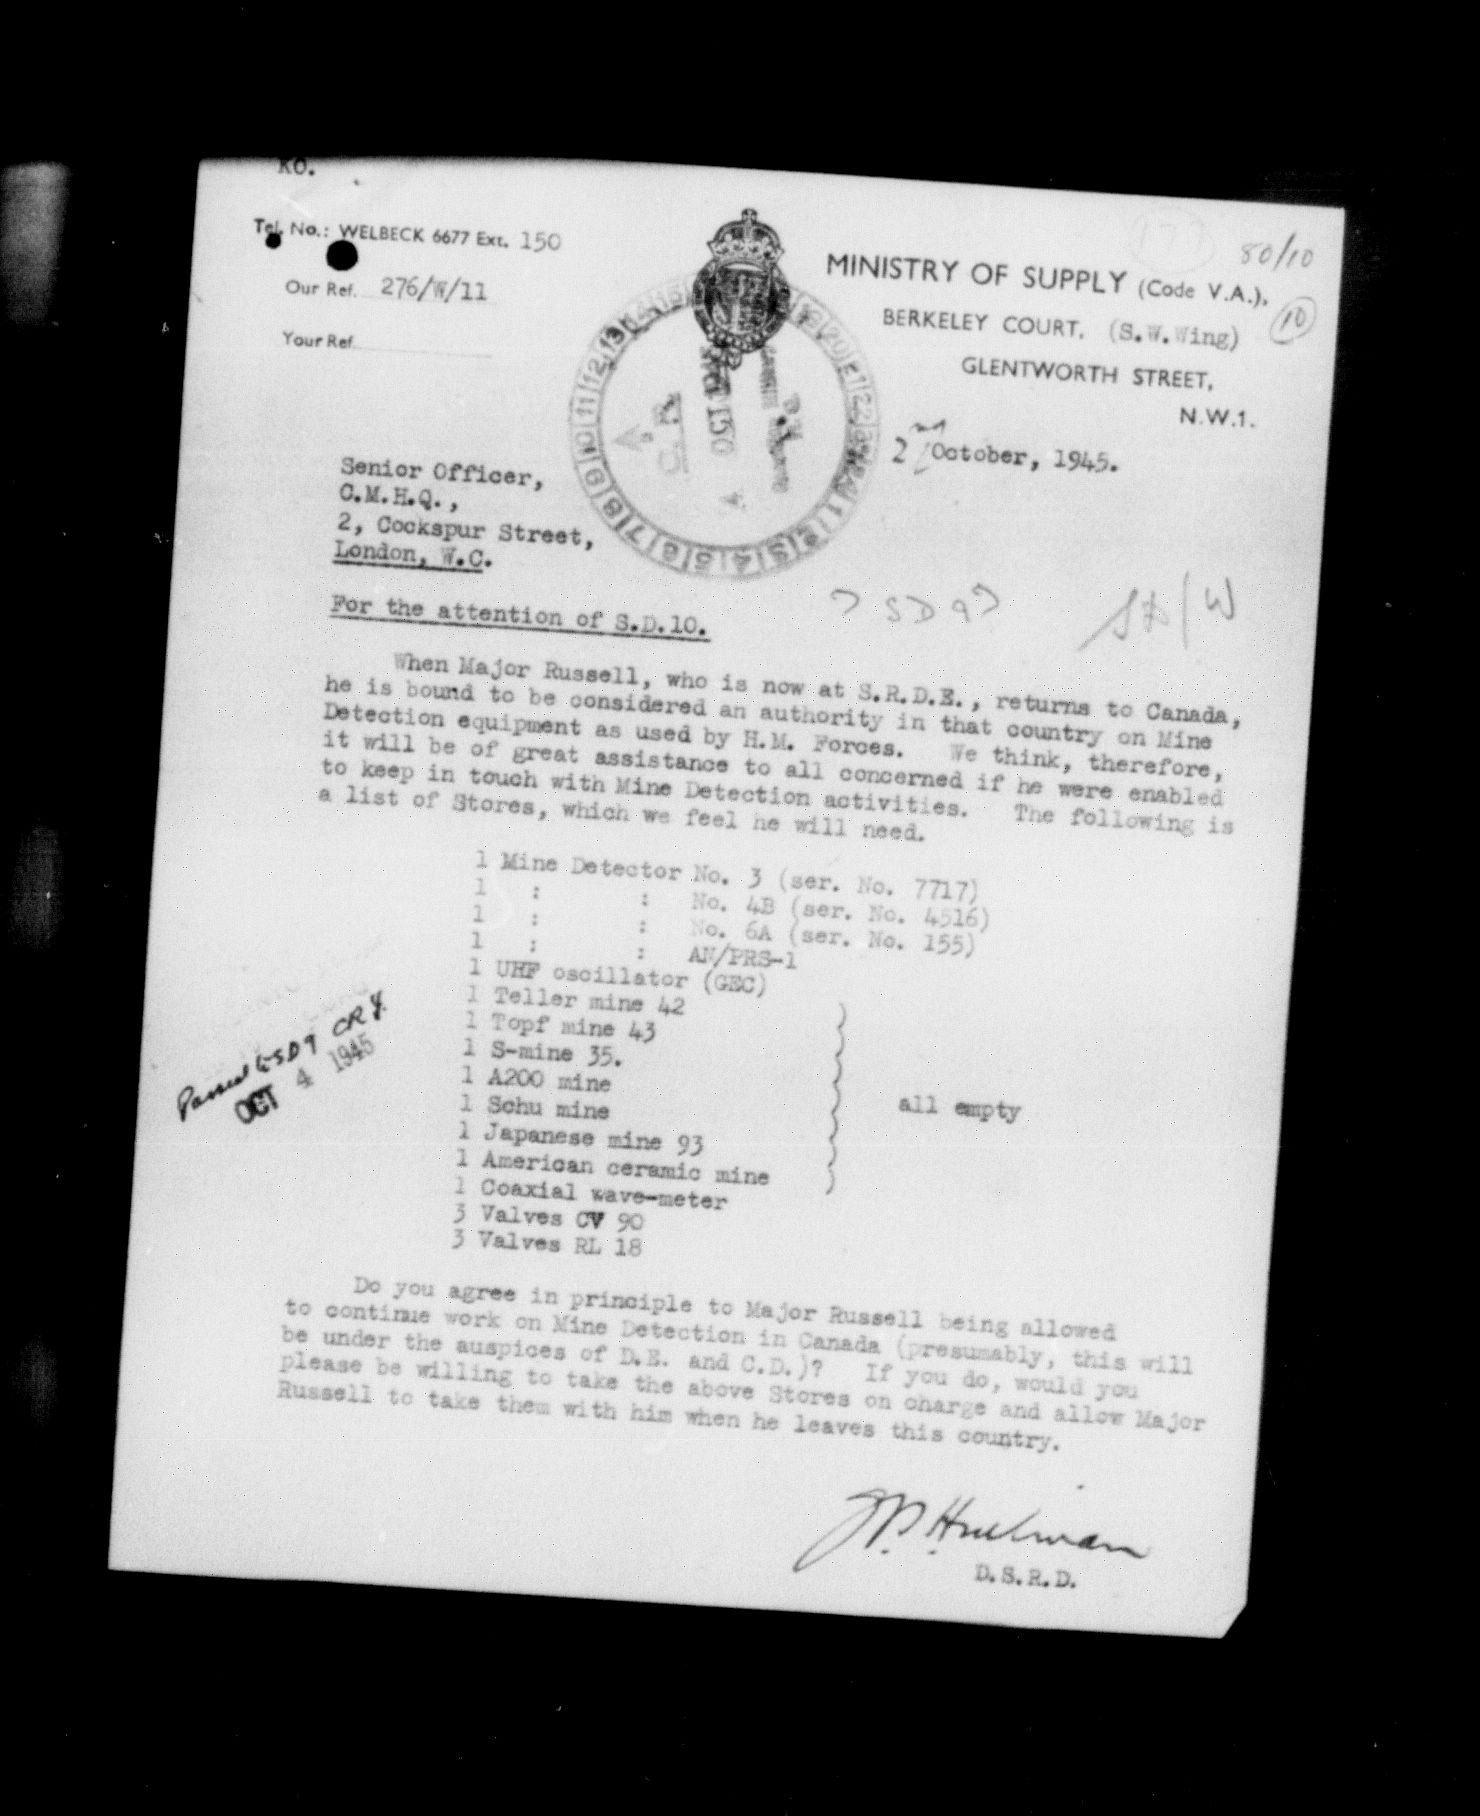 KO.
Tel. No.: WELBECK 6677 Ext. 150
Our Ref. 276/W/11
Your Ref.
80/10
MINISTRY OF SUPPLY (Code V.A.),
10
BERKELEY COURT, (S.W.Wing)
GLENTWORTH STREET,
N.W.1.
2nd October, 1945.
Senior Officer,
C.M.H.Q.,
2, Cockspur Street,
London, W.C.
For the attention of S.D.10.
? SD 9?
When Major Russell, who is now at S.R.D.E., returns to Canada,
he is bound to be considered an authority in that country on Mine
Detection equipment as used by H.M. Forces. We think, therefore,
it will be of great assistance to all concerned if he were enabled
to keep in touch with Mine Detection activities. The following is
a list of Stores, which we feel he will need.
1 Mine Detector No. 3 (ser. No. 7717)
1 : : No. 4B (ser. No. 4516)
1 : : No. 6A (ser. No. 155)
1 : : AN/PRS-1
1 UHF oscillator (GEC)
1 Teller mine 42
1 Topf mine 43
1 S-mine 35.
1 A200 mine
1 Schu mine
1 Japanese mine 93
1 American ceramic mine
all empty
1 Coaxial wave-meter
3 Valves CV 90
3 Valves RL 18
Passed to SD9 CR4
OCT 4 1945
Do you agree in principle to Major Russell being allowed
to continue work on Mine Detection in Canada (presumably, this will
be under the auspices of D.E. and C.D.)? If you do, would you
please be willing to take the above Stores on charge and allow Major
Russell to take them with him when he leaves this country.
D.S.R.D.